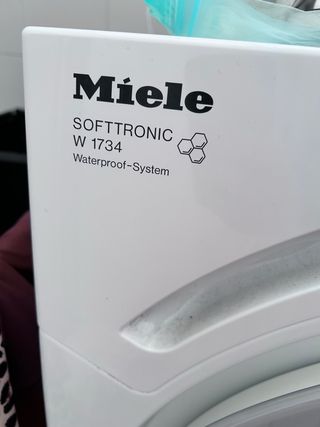 Miele
SOFTTRONIC
W 1734
Waterproof-System